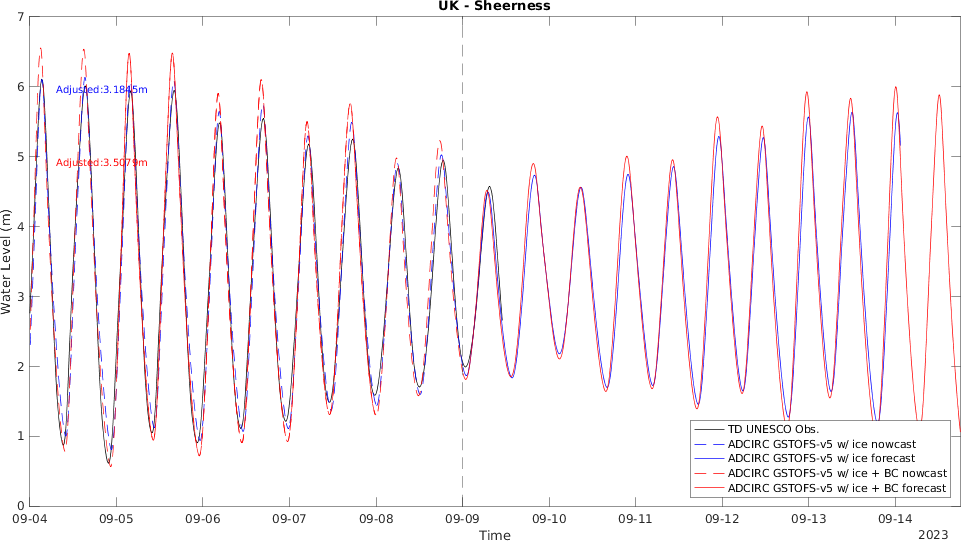 UK - Sheerness
7
6
5
4
3
2
1
0
Water Level (m)
Adjusted:3.1845m
Adjusted:3.5079m
TD UNESCO Obs.
ADCIRC GSTOFS-v5 w/ ice nowcast
ADCIRC GSTOFS-v5 w/ ice forecast
ADCIRC GSTOFS-v5 w/ ice + BC nowcast
ADCIRC GSTOFS-v5 w/ ice + BC forecast
09-04 09-05 09-06 09-07 09-08 09-09 09-10 09-11 09-12 09-13 09-14
Time
2023